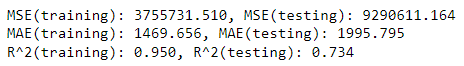 MSE(training): 3755731.510, MSE(testing): 9290611.164
MAE(training): 1469.656, MAE(testing): 1995.795
R^2(training): 0.950, R^2(testing): 0.734